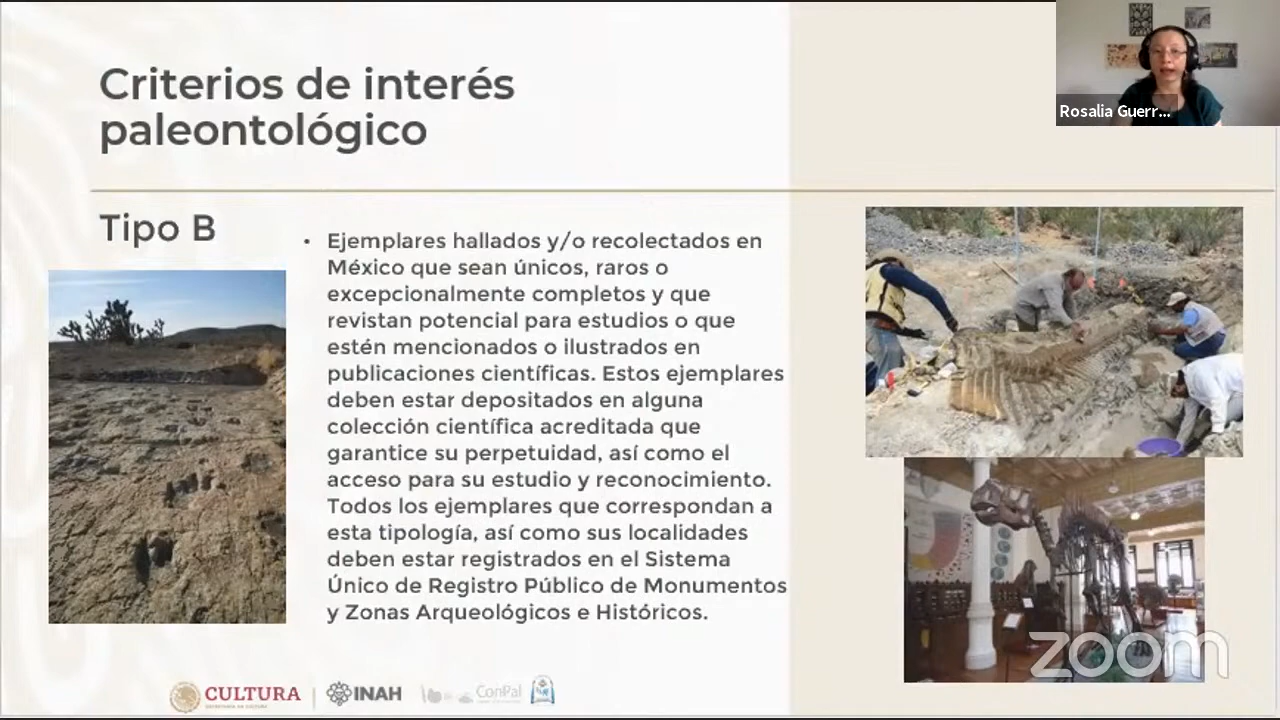 Criterios de interés
paleontológico
Rosalia Guerr...
Tipo B
• Ejemplares hallados y/o recolectados en
México que sean únicos, raros o
excepcionalmente completos y que
revistan potencial para estudios o que
estén mencionados o ilustrados en
publicaciones científicas. Estos ejemplares
deben estar depositados en alguna
colección científica acreditada que
garantice su perpetuidad, así como el
acceso para su estudio y reconocimiento.
Todos los ejemplares que correspondan a
esta tipología, así como sus localidades
deben estar registrados en el Sistema
Único de Registro Público de Monumentos
y Zonas Arqueológicos e Históricos.
zoom
CULTURA
SECRETARÍA DE CULTURA
INAH
ConPal